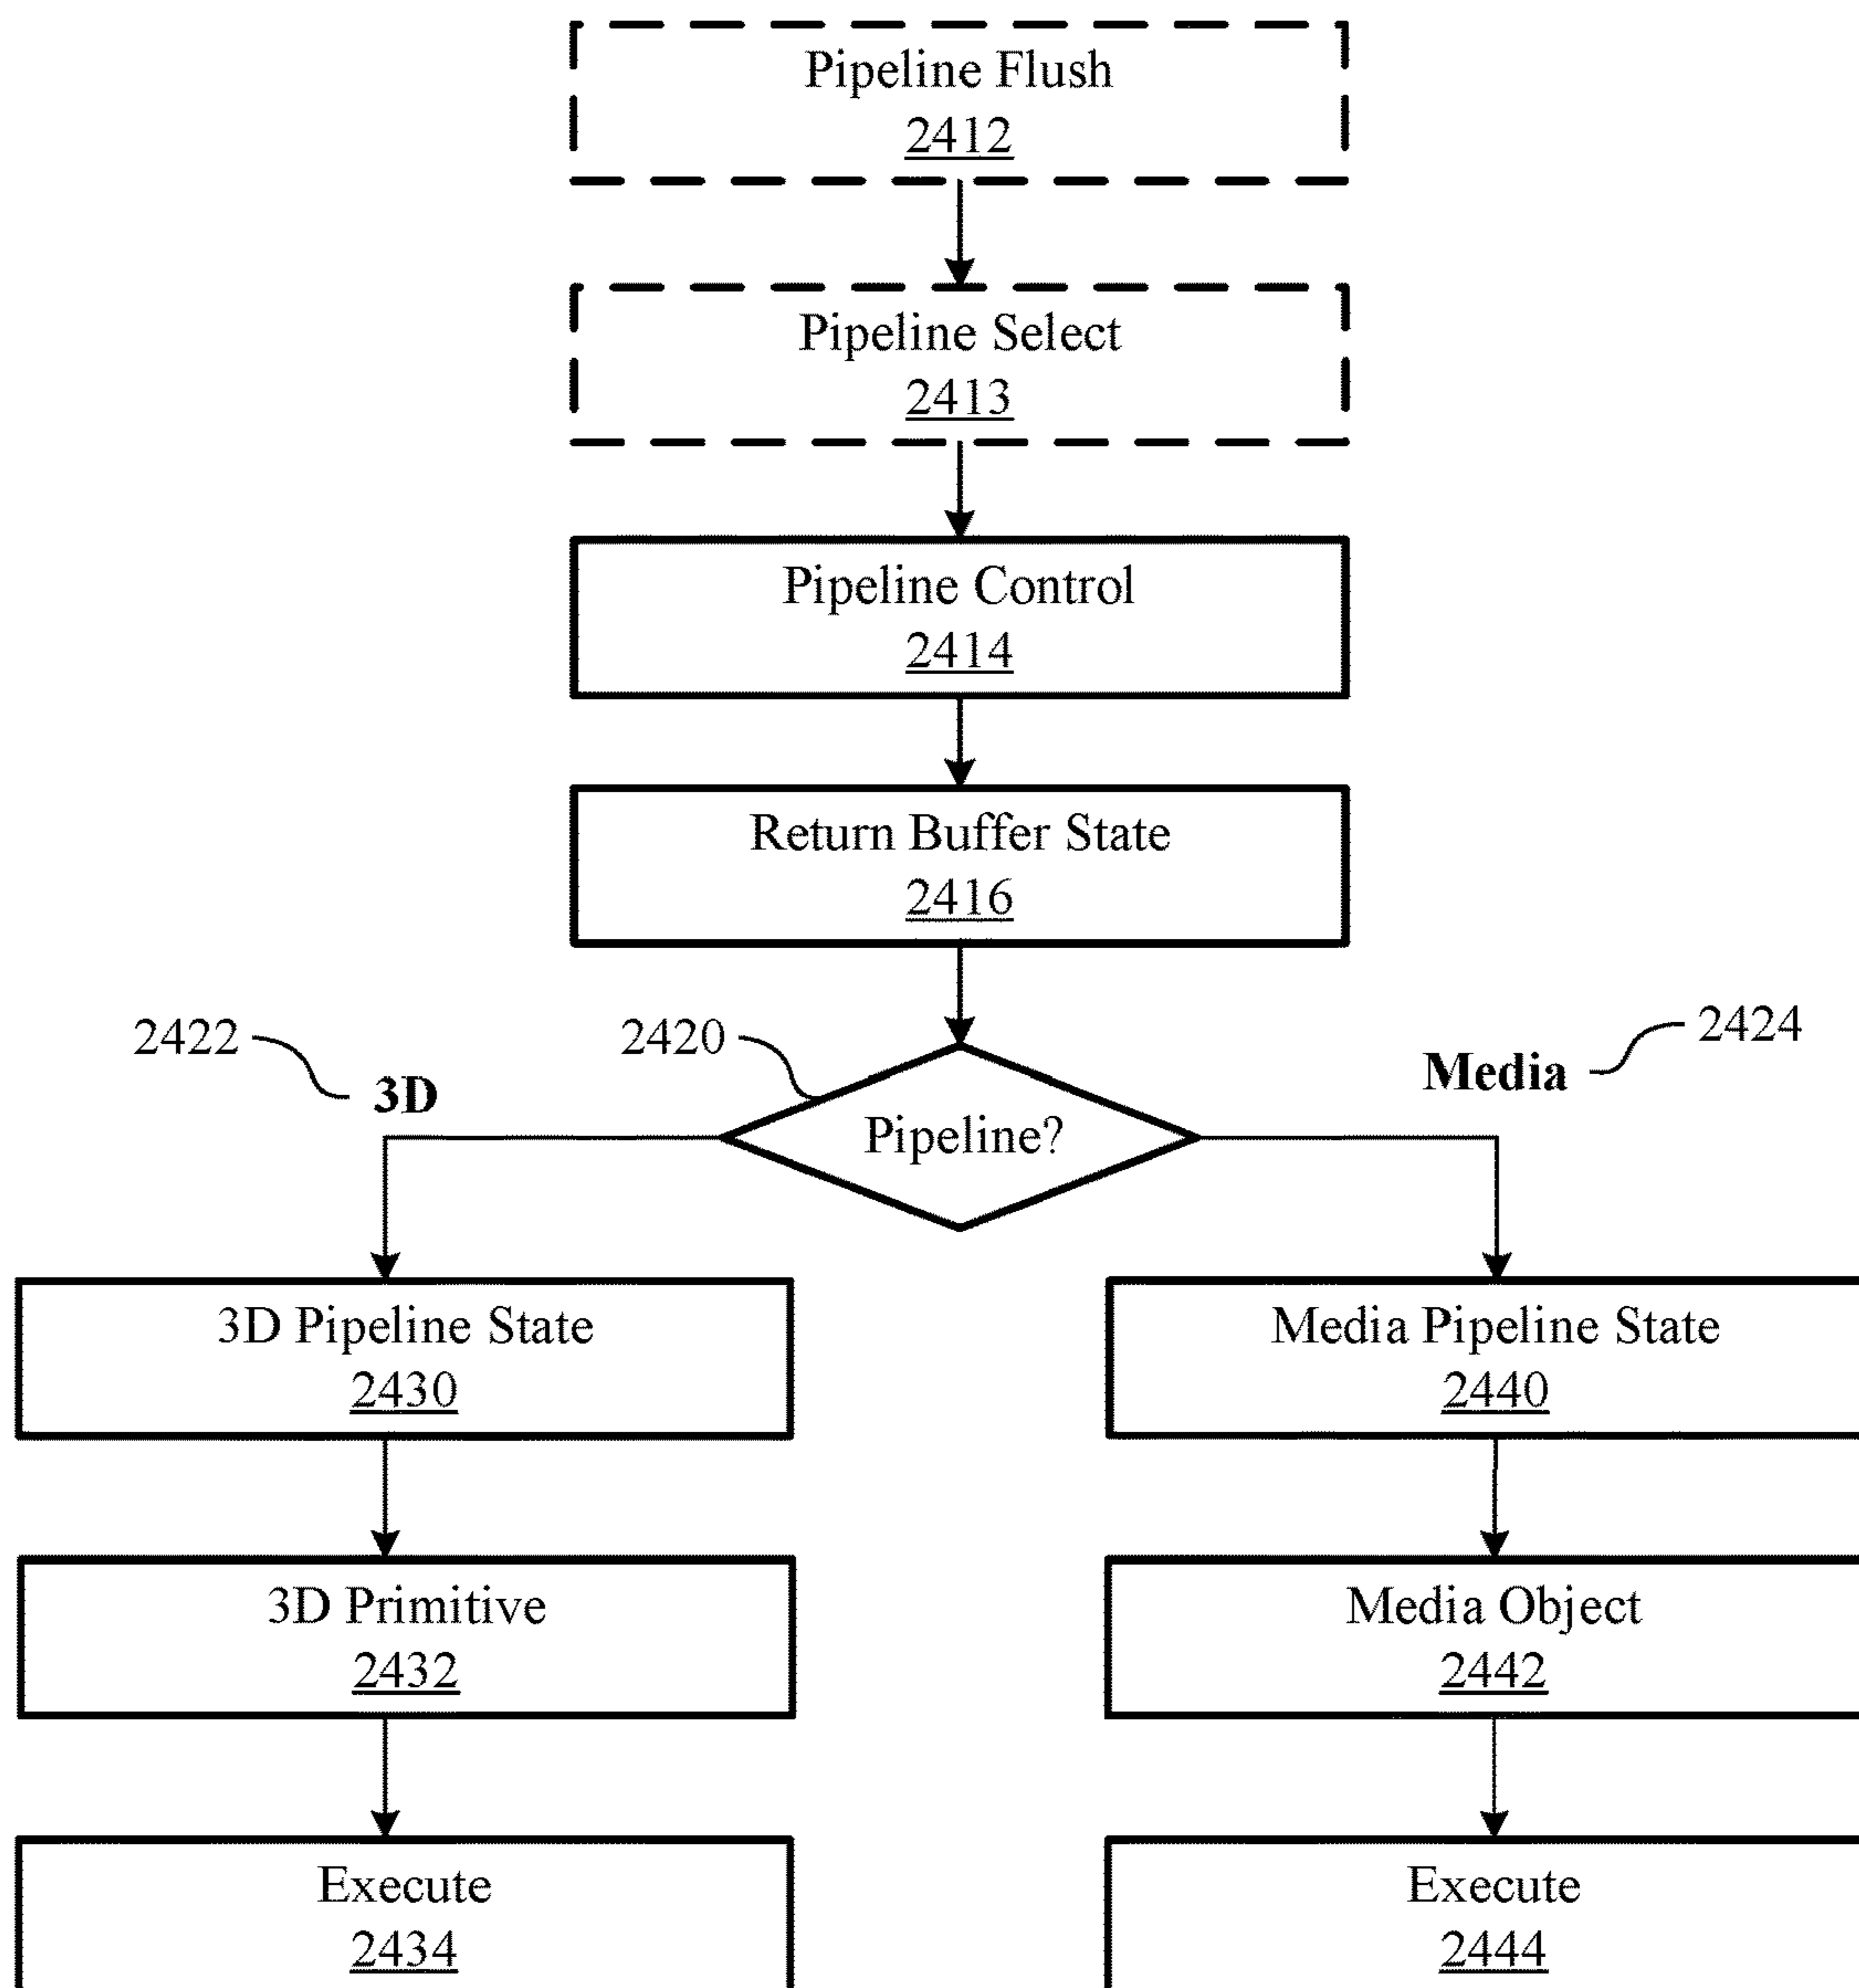 Pipeline Flush
2412
Pipeline Select
2413
Pipeline Control
2414
Return Buffer State
2416
2422
2420
2424
3D
Media
Pipeline?
3D Pipeline State
2430
Media Pipeline State
2440
3D Primitive
2432
Media Object
2442
Execute
2434
Execute
2444